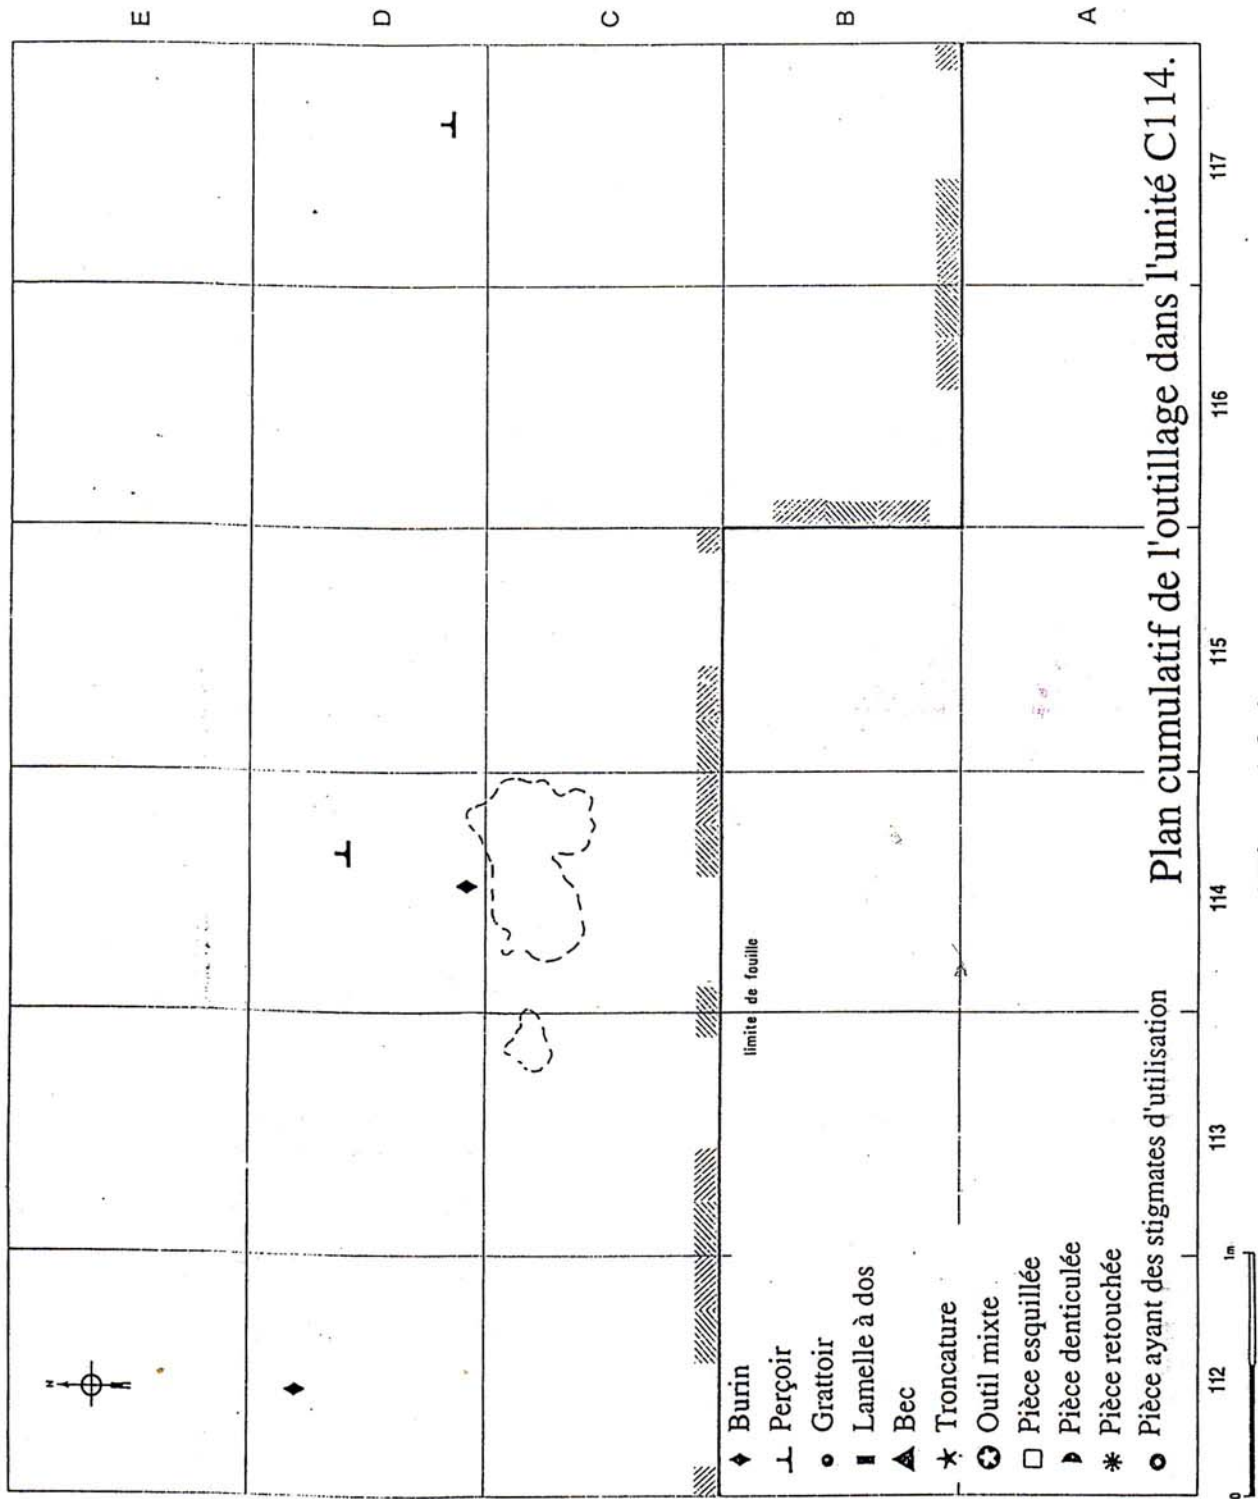 E
D
C
B
A
N
limite de fouille
Burin
Perçoir
Grattoir
Lamelle à dos
Bec
Troncature
Outil mixte
Pièce esquillée
Pièce denticulée
Pièce retouchée
Pièce ayant des stigmates d'utilisation
Plan cumulatif de l'outillage dans l'unité C114.
112
113
114
115
116
117
0
1m